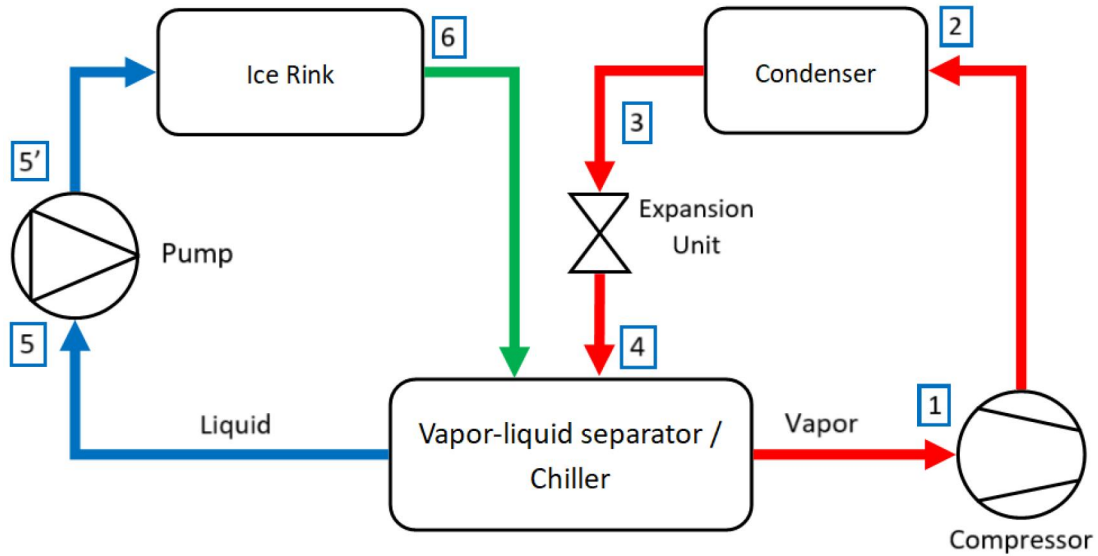 6
2
Ice Rink
Condenser
3
5'
Expansion
Unit
Pump
5
4
1
Liquid
Vapor
Vapor-liquid separator /
Chiller
Compressor